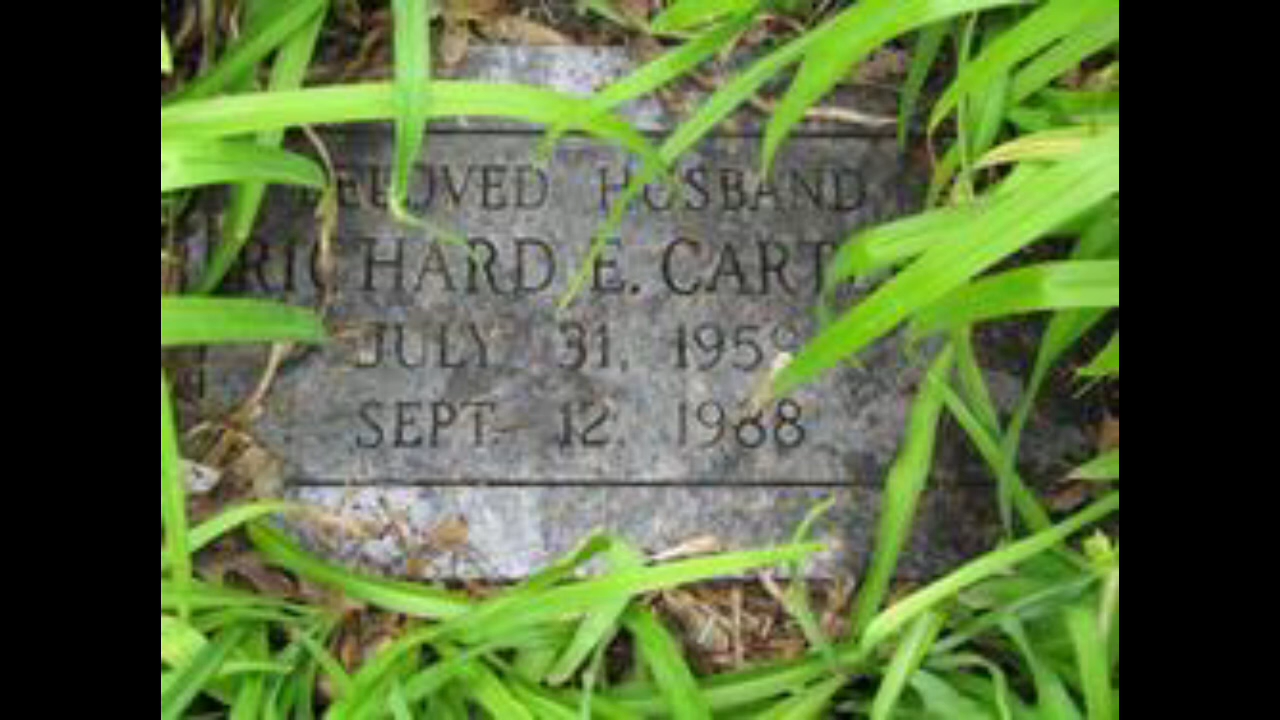 BELOVED HUSBAND
RICHARD E.
JULY 31,
SEPT. 12, 1988